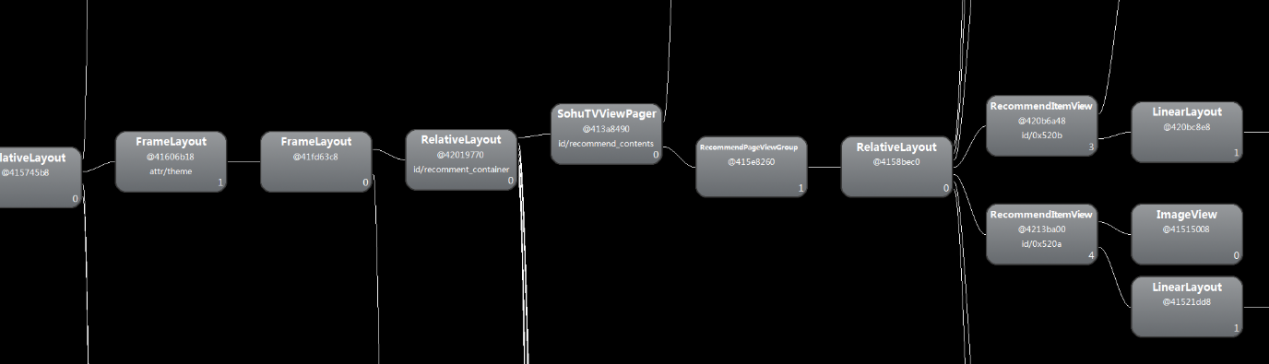 lativeLayout
@415745b8
0
FrameLayout
@41606b18
attr/theme
1
FrameLayout
@41fd63c8
0
RelativeLayout
@42019770
id/recomment_container
0
SohuTVViewPager
@413a8490
id/recommend_contents
0
RecommendPageViewGroup
@415e8260
1
RelativeLayout
@4158bec0
0
RecommendItemView
@420b6a48
id/0x520b
3
LinearLayout
@420bc8e8
1
RecommendItemView
@4213ba00
id/0x520a
4
ImageView
@41515008
0
LinearLayout
@41521dd8
1